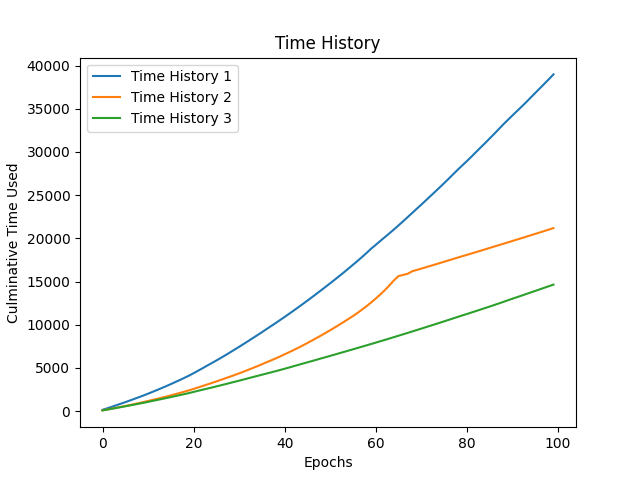 Time History
40000
35000
30000
25000
20000
15000
10000
5000
0
Culminative Time Used
Time History 1
Time History 2
Time History 3
0 20 40 60 80 100
Epochs